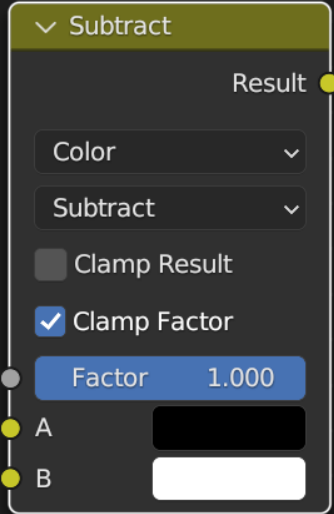 Subtract
Result
Color
Subtract
Clamp Result
Clamp Factor
Factor 1.000
A
B